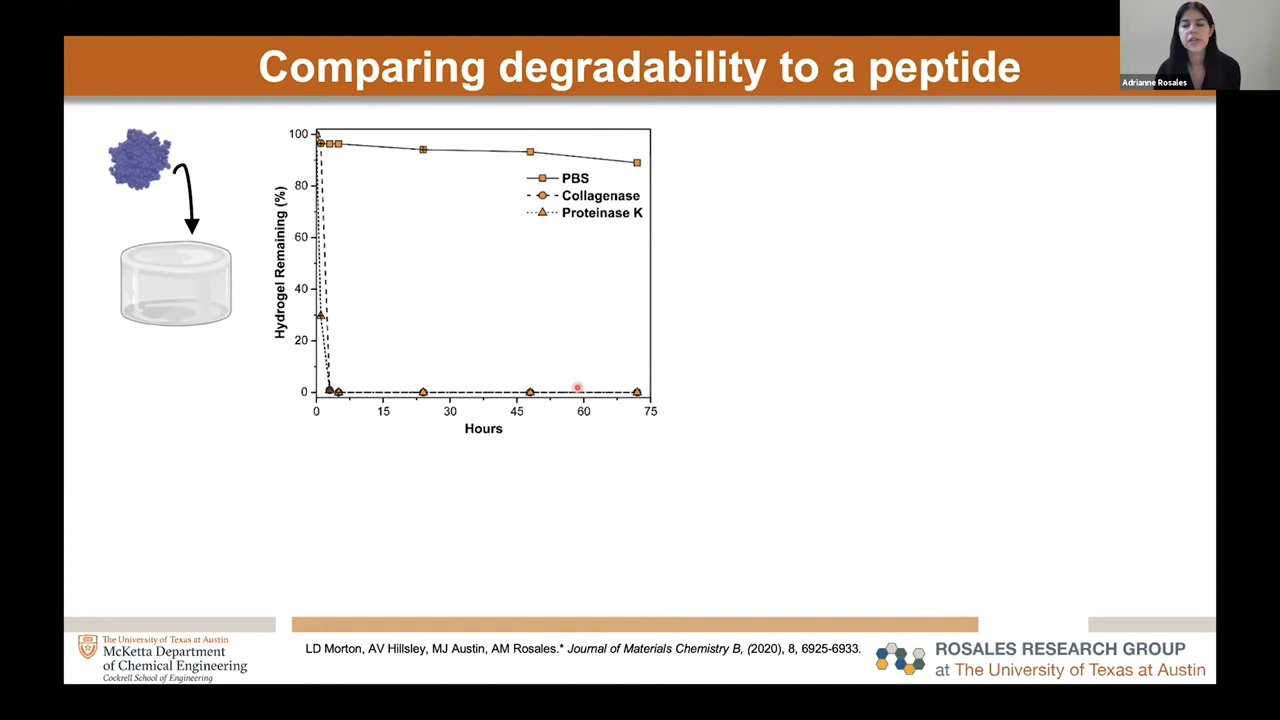 Comparing degradability to a peptide
Adrianne Rosales
100
80
60
40
20
0
Hydrogel Remaining (%)
PBS
Collagenase
Proteinase K
0 15 30 45 60 75
Hours
The University of Texas at Austin
McKetta Department
of Chemical Engineering
Cockrell School of Engineering
LD Morton, AV Hillsley, MJ Austin, AM Rosales.* Journal of Materials Chemistry B, (2020), 8, 6925-6933.
ROSALES RESEARCH GROUP
at The University of Texas at Austin